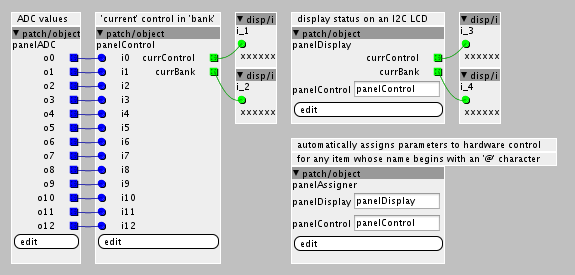 ADC values
patch/object
panelADC
o0
o1
o2
o3
o4
o5
o6
o7
o8
o9
o10
o11
o12
edit
'current' control in 'bank'
patch/object
panelControl
i0 currControl
i1 currBank
i2
i3
i4
i5
i6
i7
i8
i9
i10
i11
i12
edit
disp/i
i_1
xxxxxx
disp/i
i_2
xxxxxx
display status on an I2C LCD
patch/object
panelDisplay
currControl
currBank
panelControl panelControl
edit
disp/i
i_3
xxxxxx
disp/i
i_4
xxxxxx
automatically assigns parameters to hardware control
for any item whose name begins with an '@' character
patch/object
panelAssigner
panelDisplay panelDisplay
panelControl panelControl
edit